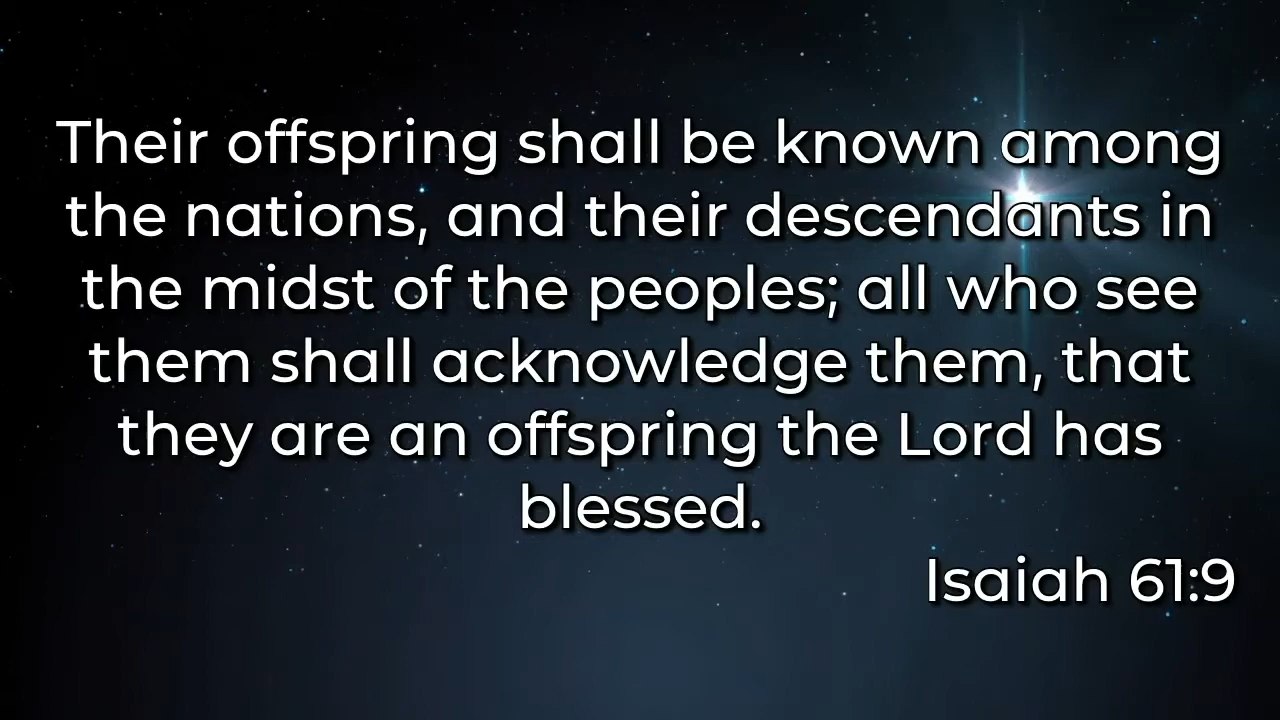 Their offspring shall be known among
the nations, and their descendants in
the midst of the peoples; all who see
them shall acknowledge them, that
they are an offspring the Lord has
blessed.
Isaiah 61:9